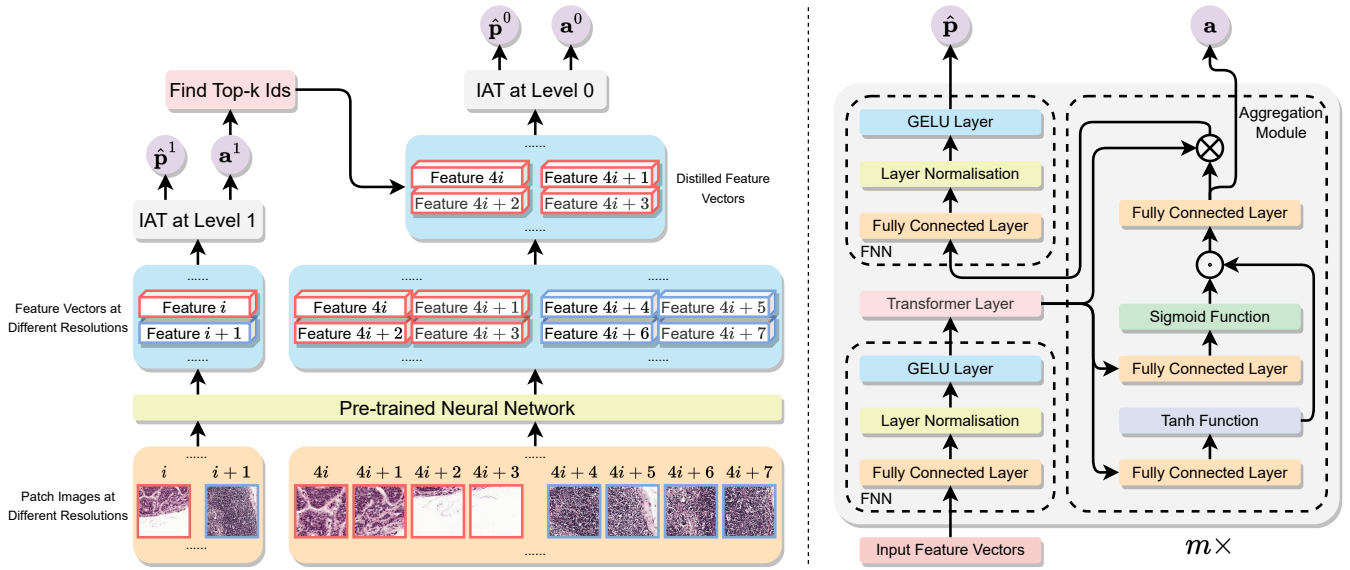 p̂⁰
a⁰
Find Top-k Ids
IAT at Level 0
p̂¹
a¹
......
Feature 4i
Feature 4i + 1
Feature 4i + 2
Feature 4i + 3
......
Distilled Feature
Vectors
IAT at Level 1
Feature Vectors at
Different Resolutions
......
Feature i
Feature i + 1
......
......
......
Feature 4i
Feature 4i + 1
Feature 4i + 4
Feature 4i + 5
Feature 4i + 2
Feature 4i + 3
Feature 4i + 6
Feature 4i + 7
......
......
Pre-trained Neural Network
Patch Images at
Different Resolutions
......
i
i + 1
......
......
4i
4i + 1
4i + 2
4i + 3
4i + 4
4i + 5
4i + 6
4i + 7
......
p̂
a
GELU Layer
Layer Normalisation
Fully Connected Layer
FNN
Transformer Layer
GELU Layer
Layer Normalisation
Fully Connected Layer
FNN
Input Feature Vectors
Aggregation
Module
Fully Connected Layer
Sigmoid Function
Fully Connected Layer
Tanh Function
Fully Connected Layer
m×